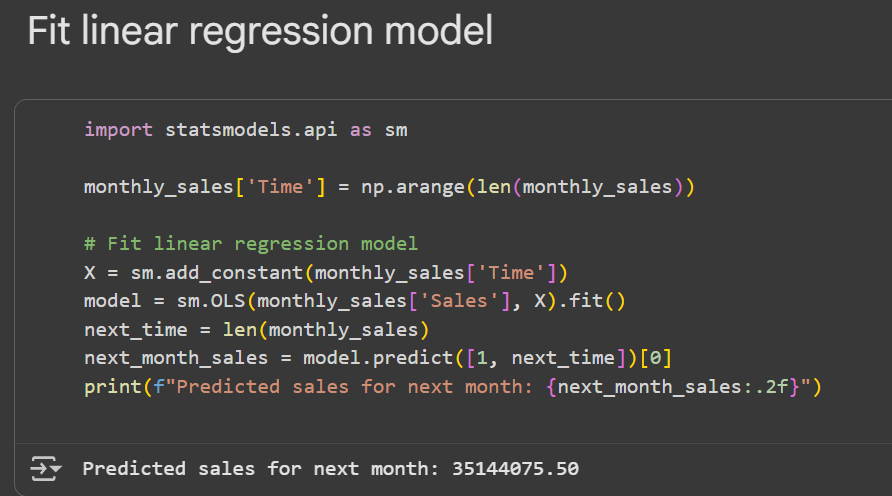 Fit linear regression model
import statsmodels.api as sm
monthly_sales['Time'] = np.arange(len(monthly_sales))
# Fit linear regression model
X = sm.add_constant(monthly_sales['Time'])
model = sm.OLS(monthly_sales['Sales'], X).fit()
next_time = len(monthly_sales)
next_month_sales = model.predict([1, next_time])[0]
print(f"Predicted sales for next month: {next_month_sales:.2f}")
Predicted sales for next month: 35144075.50